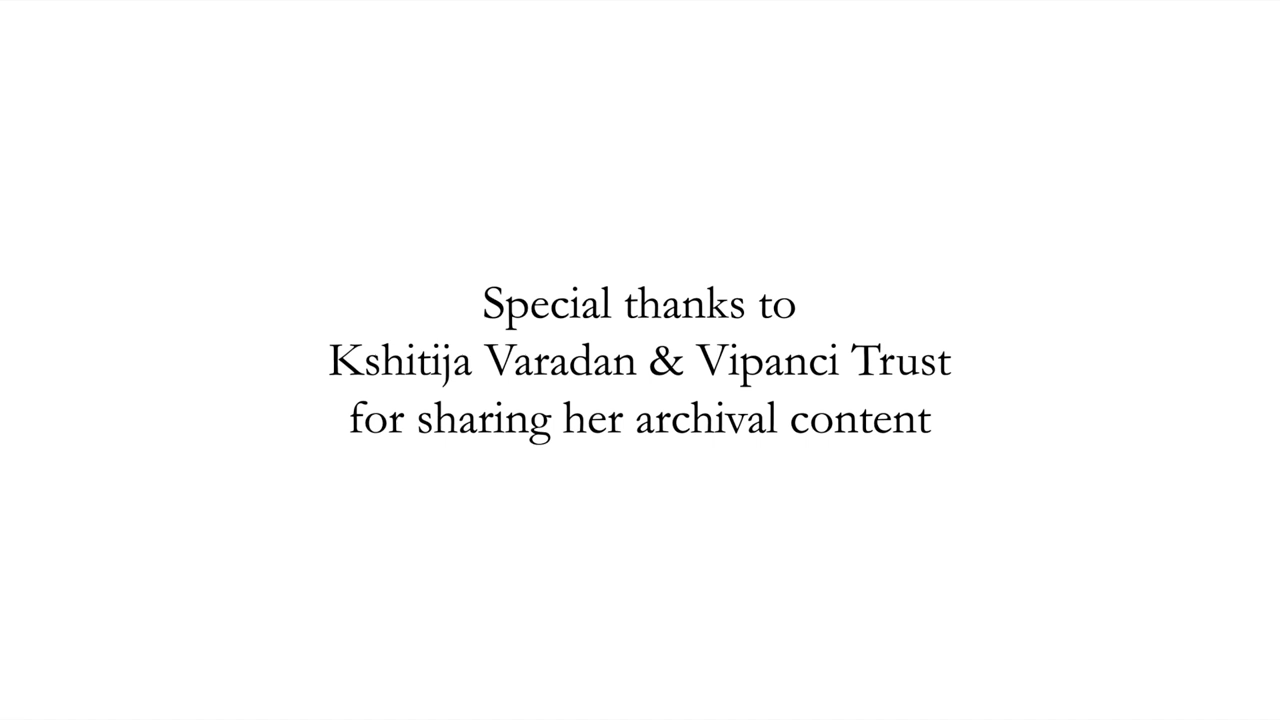 Special thanks to
Kshitija Varadan & Vipanci Trust
for sharing her archival content